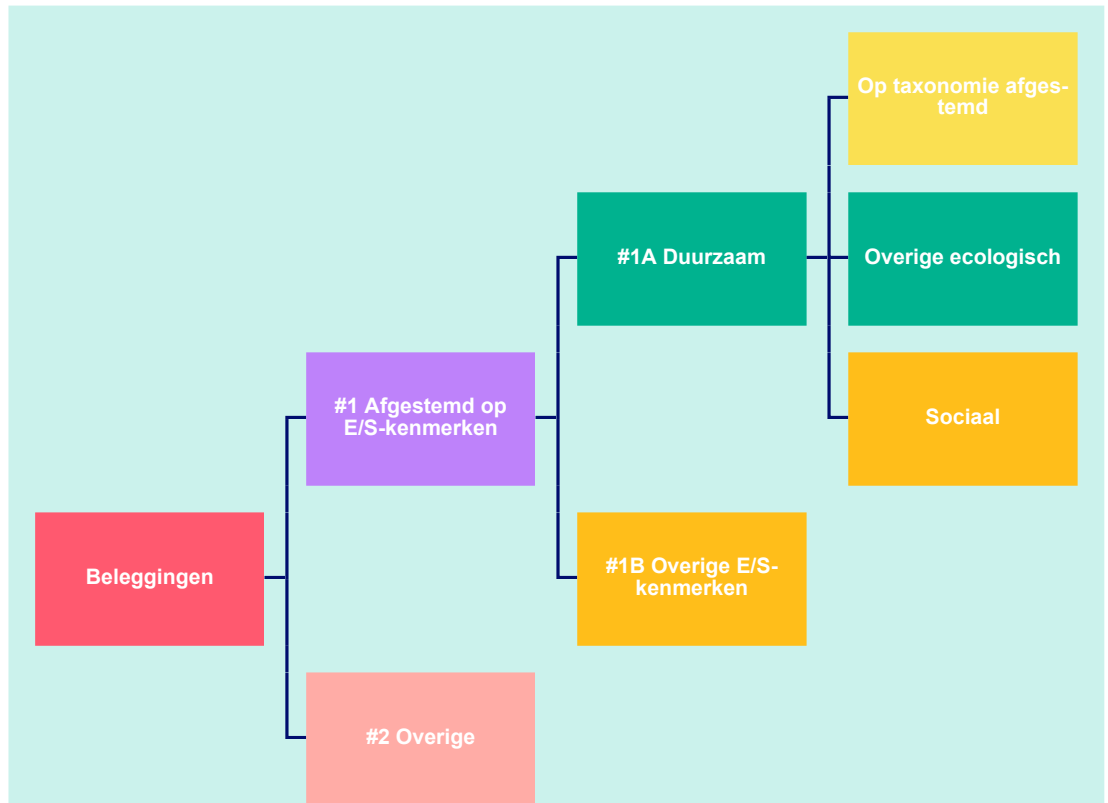 Op taxonomie afges-
temd
#1A Duurzaam
Overige ecologisch
#1 Afgestemd op
E/S-kenmerken
Sociaal
Beleggingen
#1B Overige E/S-
kenmerken
#2 Overige